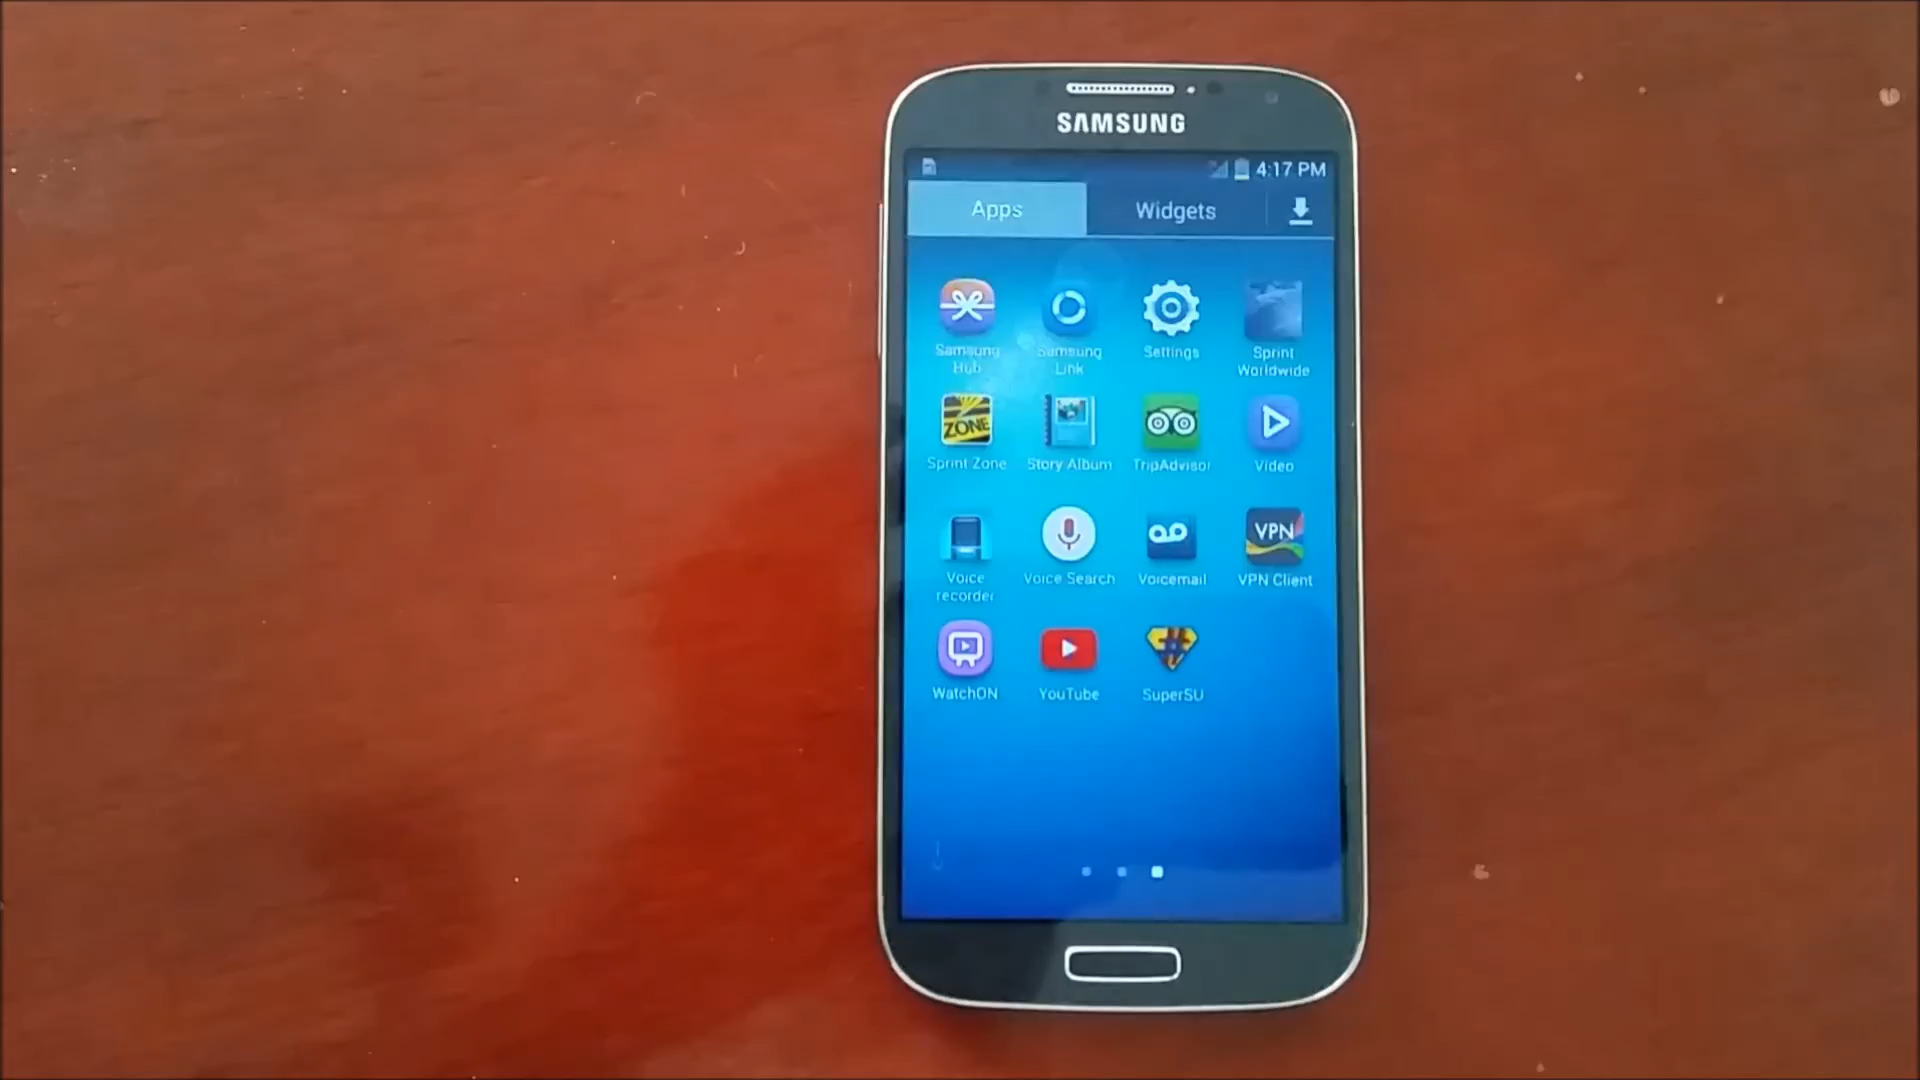 SAMSUNG
4:17 PM
Apps
Widgets
Samsung
Hub
Samsung
Link
Settings
Sprint
Worldwide
ZONE
Sprint Zone
Story Album
TripAdvisor
Video
Voice
recorder
Voice Search
Voicemail
VPN
VPN Client
WatchON
YouTube
SuperSU